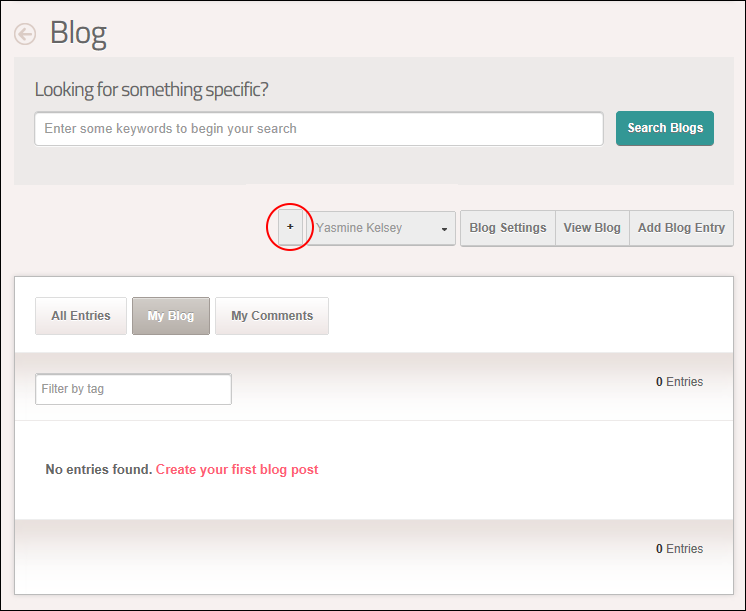 Blog
Looking for something specific?
Enter some keywords to begin your search
Search Blogs
+ Yasmine Kelsey Blog Settings View Blog Add Blog Entry
All Entries My Blog My Comments
Filter by tag
0 Entries
No entries found. Create your first blog post
0 Entries